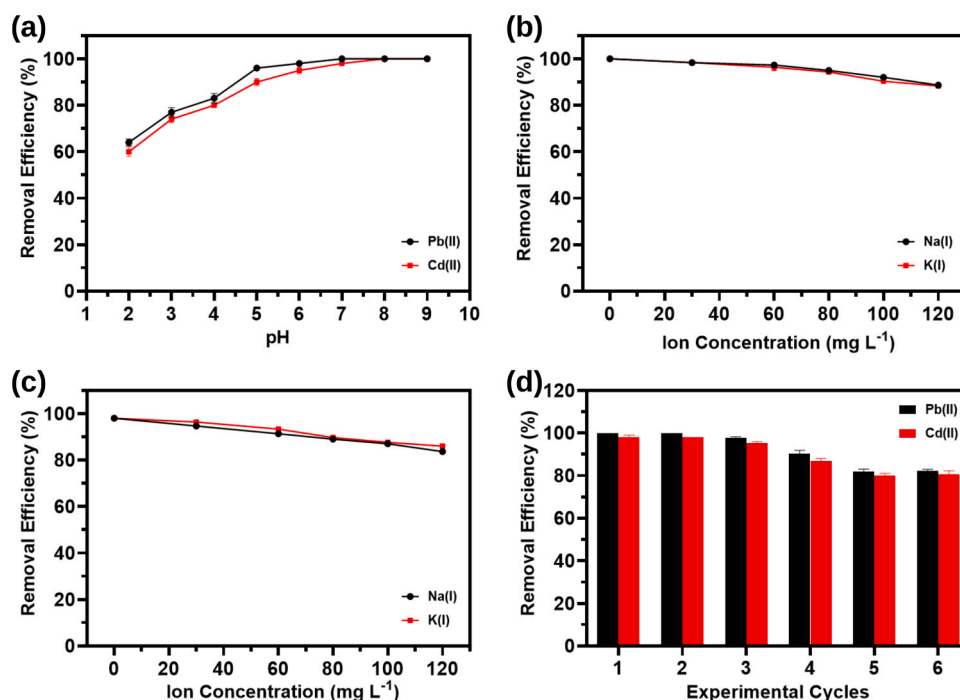 (a)
Removal Efficiency (%)
100
80
60
40
20
0
1 2 3 4 5 6 7 8 9 10
pH
Pb(II)
Cd(II)
(b)
Removal Efficiency (%)
100
80
60
40
20
0
0 20 40 60 80 100 120
Ion Concentration (mg L⁻¹)
Na(I)
K(I)
(c)
Removal Efficiency (%)
100
80
60
40
20
0
0 20 40 60 80 100 120
Ion Concentration (mg L⁻¹)
Na(I)
K(I)
(d)
Removal Efficiency (%)
120
100
80
60
40
20
0
1 2 3 4 5 6
Experimental Cycles
Pb(II)
Cd(II)